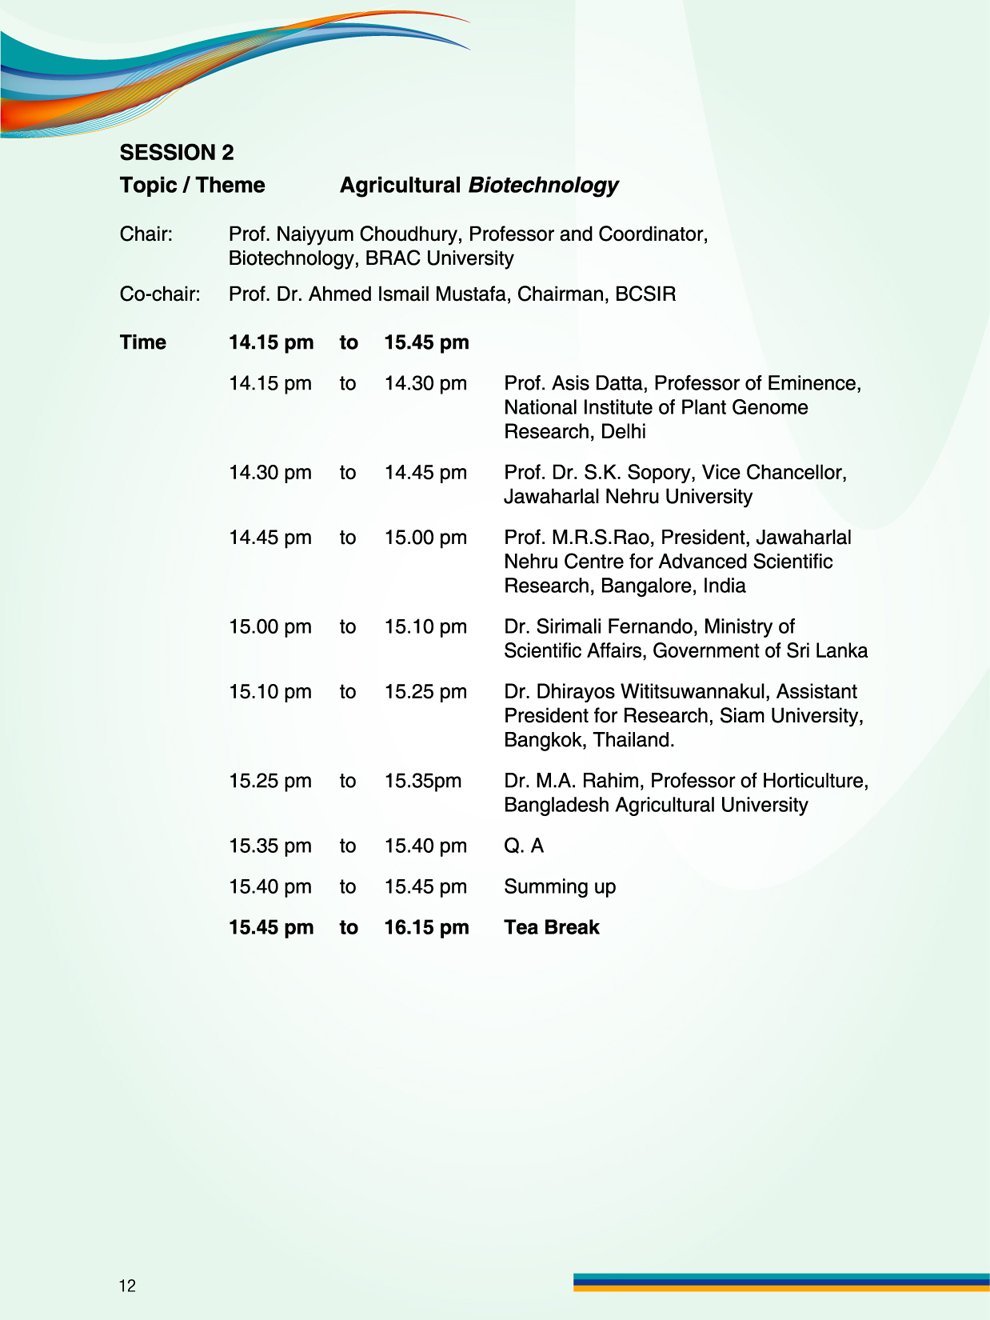 SESSION 2
Topic / Theme Agricultural Biotechnology
Chair: Prof. Naiyyum Choudhury, Professor and Coordinator,
Biotechnology, BRAC University
Co-chair: Prof. Dr. Ahmed Ismail Mustafa, Chairman, BCSIR
Time 14.15 pm to 15.45 pm
14.15 pm to 14.30 pm Prof. Asis Datta, Professor of Eminence,
National Institute of Plant Genome
Research, Delhi
14.30 pm to 14.45 pm Prof. Dr. S.K. Sopory, Vice Chancellor,
Jawaharlal Nehru University
14.45 pm to 15.00 pm Prof. M.R.S.Rao, President, Jawaharlal
Nehru Centre for Advanced Scientific
Research, Bangalore, India
15.00 pm to 15.10 pm Dr. Sirimali Fernando, Ministry of
Scientific Affairs, Government of Sri Lanka
15.10 pm to 15.25 pm Dr. Dhirayos Wititsuwannakul, Assistant
President for Research, Siam University,
Bangkok, Thailand.
15.25 pm to 15.35pm Dr. M.A. Rahim, Professor of Horticulture,
Bangladesh Agricultural University
15.35 pm to 15.40 pm Q. A
15.40 pm to 15.45 pm Summing up
15.45 pm to 16.15 pm Tea Break
12